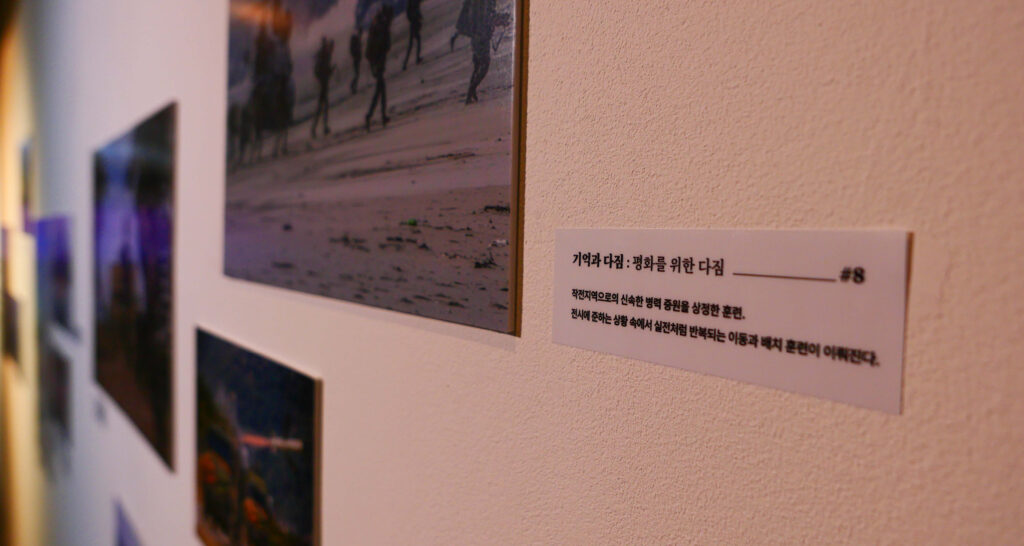 기억과 다짐 : 평화를 위한 다짐 #8
작전지역으로의 신속한 병력 증원을 상정한 훈련.
전시에 준하는 상황 속에서 실전처럼 반복되는 이동과 배치 훈련이 이뤄진다.